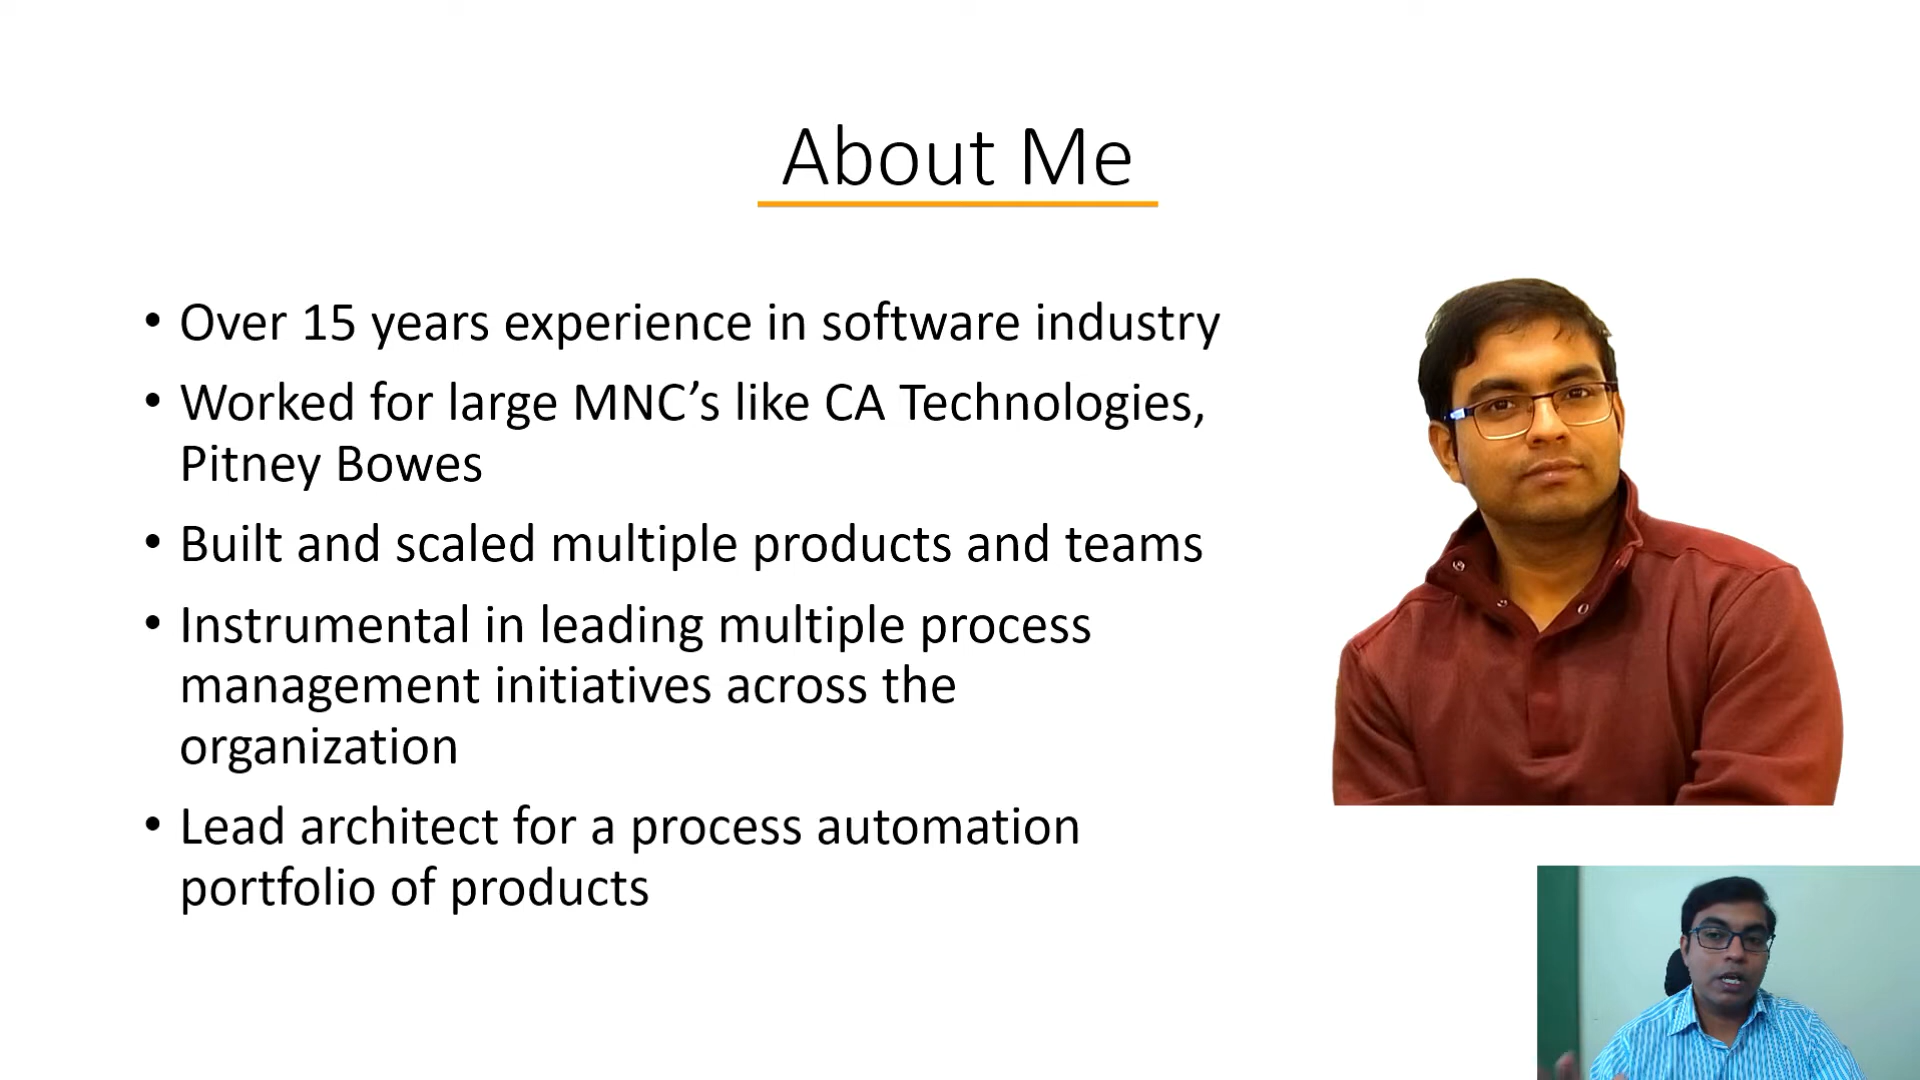 About Me
• Over 15 years experience in software industry
• Worked for large MNC’s like CA Technologies,
Pitney Bowes
• Built and scaled multiple products and teams
• Instrumental in leading multiple process
management initiatives across the
organization
• Lead architect for a process automation
portfolio of products